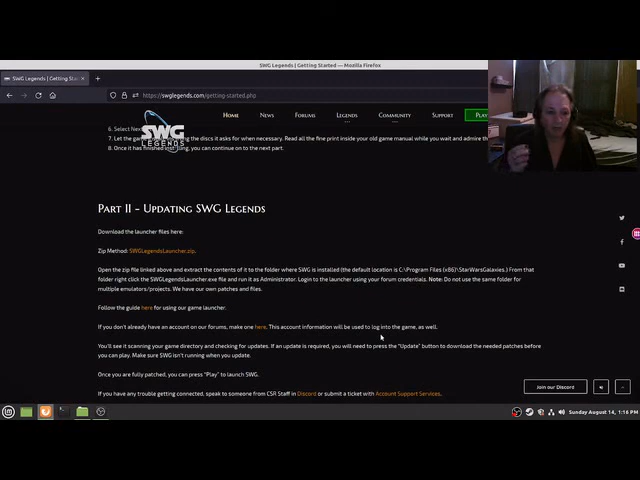 SWG Legends | Getting Started — Mozilla Firefox
SWG Legends | Getting Sta
https://swglegends.com/getting-started.php
SWG
LEGENDS
Home News Forums Legends Community Support Play
6. Select Nex
7. Let the gam the discs it asks for when necessary. Read all the fine print inside your old game manual while you wait and admire th
8. Once it has finished you can continue on to the next part.
Part II - Updating SWG Legends
Download the launcher files here:
Zip Method: SWGLegendsLauncher.zip.
Open the zip file linked above and extract the contents of it to the folder where SWG is installed (the default location is C:\Program Files (x86)\StarWarsGalaxies.) From that
folder right click the SWGLegendsLauncher.exe file and run it as Administrator. Login to the launcher using your forum credentials. Note: Do not use the same folder for
multiple emulators/projects. We have our own patches and files.
Follow the guide here for using our game launcher.
If you don't already have an account on our forums, make one here. This account information will be used to log into the game, as well.
You'll see it scanning your game directory and checking for updates. If an update is required, you will need to press the "Update" button to download the needed patches before
you can play. Make sure SWG isn't running when you update.
Once you are fully patched, you can press "Play" to launch SWG.
If you have any trouble getting connected, speak to someone from CSR Staff in Discord or submit a ticket with Account Support Services.
Join our Discord
Sunday August 14, 1:16 PM